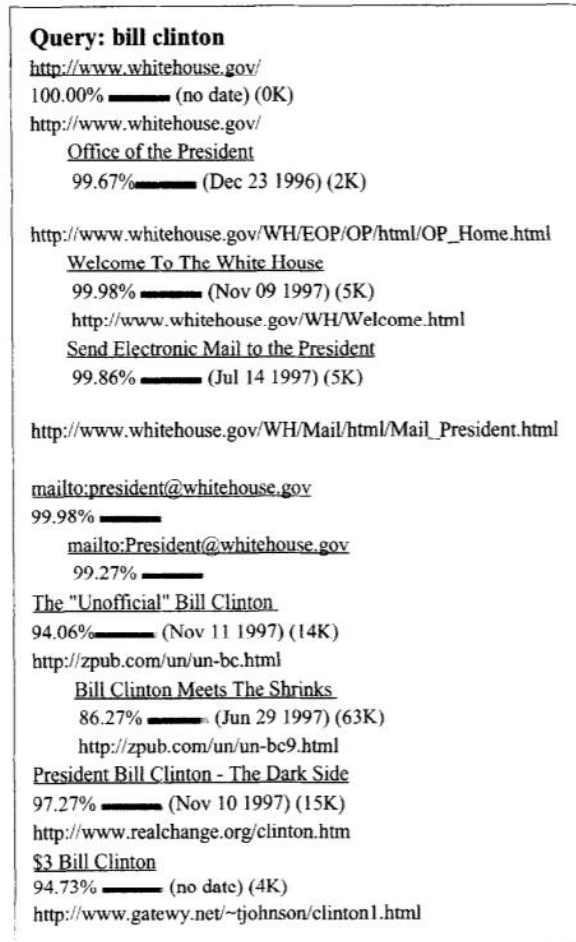 Query: bill clinton
http://www.whitehouse.gov/
100.00% (no date) (0K)
http://www.whitehouse.gov/
Office of the President
99.67% (Dec 23 1996) (2K)
http://www.whitehouse.gov/WH/EOP/OP/html/OP_Home.html
Welcome To The White House
99.98% (Nov 09 1997) (5K)
http://www.whitehouse.gov/WH/Welcome.html
Send Electronic Mail to the President
99.86% (Jul 14 1997) (5K)
http://www.whitehouse.gov/WH/Mail/html/Mail_President.html
mailto:president@whitehouse.gov
99.98%
mailto:President@whitehouse.gov
99.27%
The "Unofficial" Bill Clinton
94.06% (Nov 11 1997) (14K)
http://zpub.com/un/un-bc.html
Bill Clinton Meets The Shrinks
86.27% (Jun 29 1997) (63K)
http://zpub.com/un/un-bc9.html
President Bill Clinton - The Dark Side
97.27% (Nov 10 1997) (15K)
http://www.realchange.org/clinton.htm
$3 Bill Clinton
94.73% (no date) (4K)
http://www.gatewy.net/~tjohnson/clinton1.html